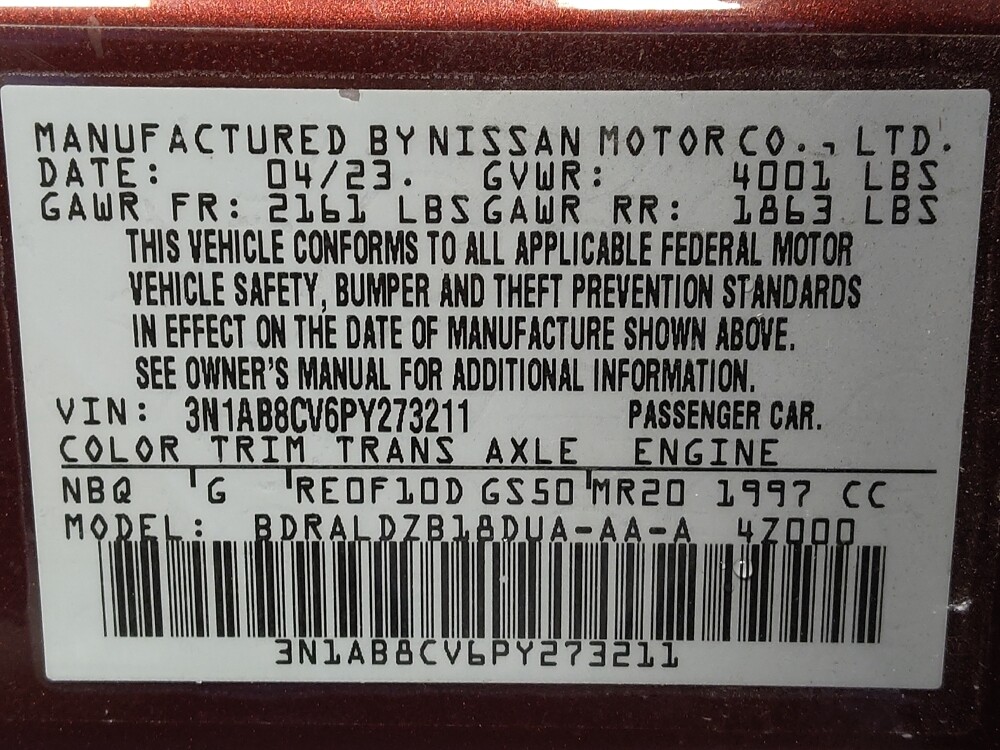 MANUFACTURED BY NISSAN MOTOR CO., LTD.
DATE: 04/23. GVWR: 4001 LBS
GAWR FR: 2161 LBS GAWR RR: 1863 LBS
THIS VEHICLE CONFORMS TO ALL APPLICABLE FEDERAL MOTOR
VEHICLE SAFETY, BUMPER AND THEFT PREVENTION STANDARDS
IN EFFECT ON THE DATE OF MANUFACTURE SHOWN ABOVE.
SEE OWNER'S MANUAL FOR ADDITIONAL INFORMATION.
VIN: 3N1AB8CV6PY273211 PASSENGER CAR.
COLOR TRIM TRANS AXLE ENGINE
NBQ G RE0F10D GS50 MR20 1997 CC
MODEL: BDRALDZB18DUA-AA-A 4Z000
3N1AB8CV6PY273211